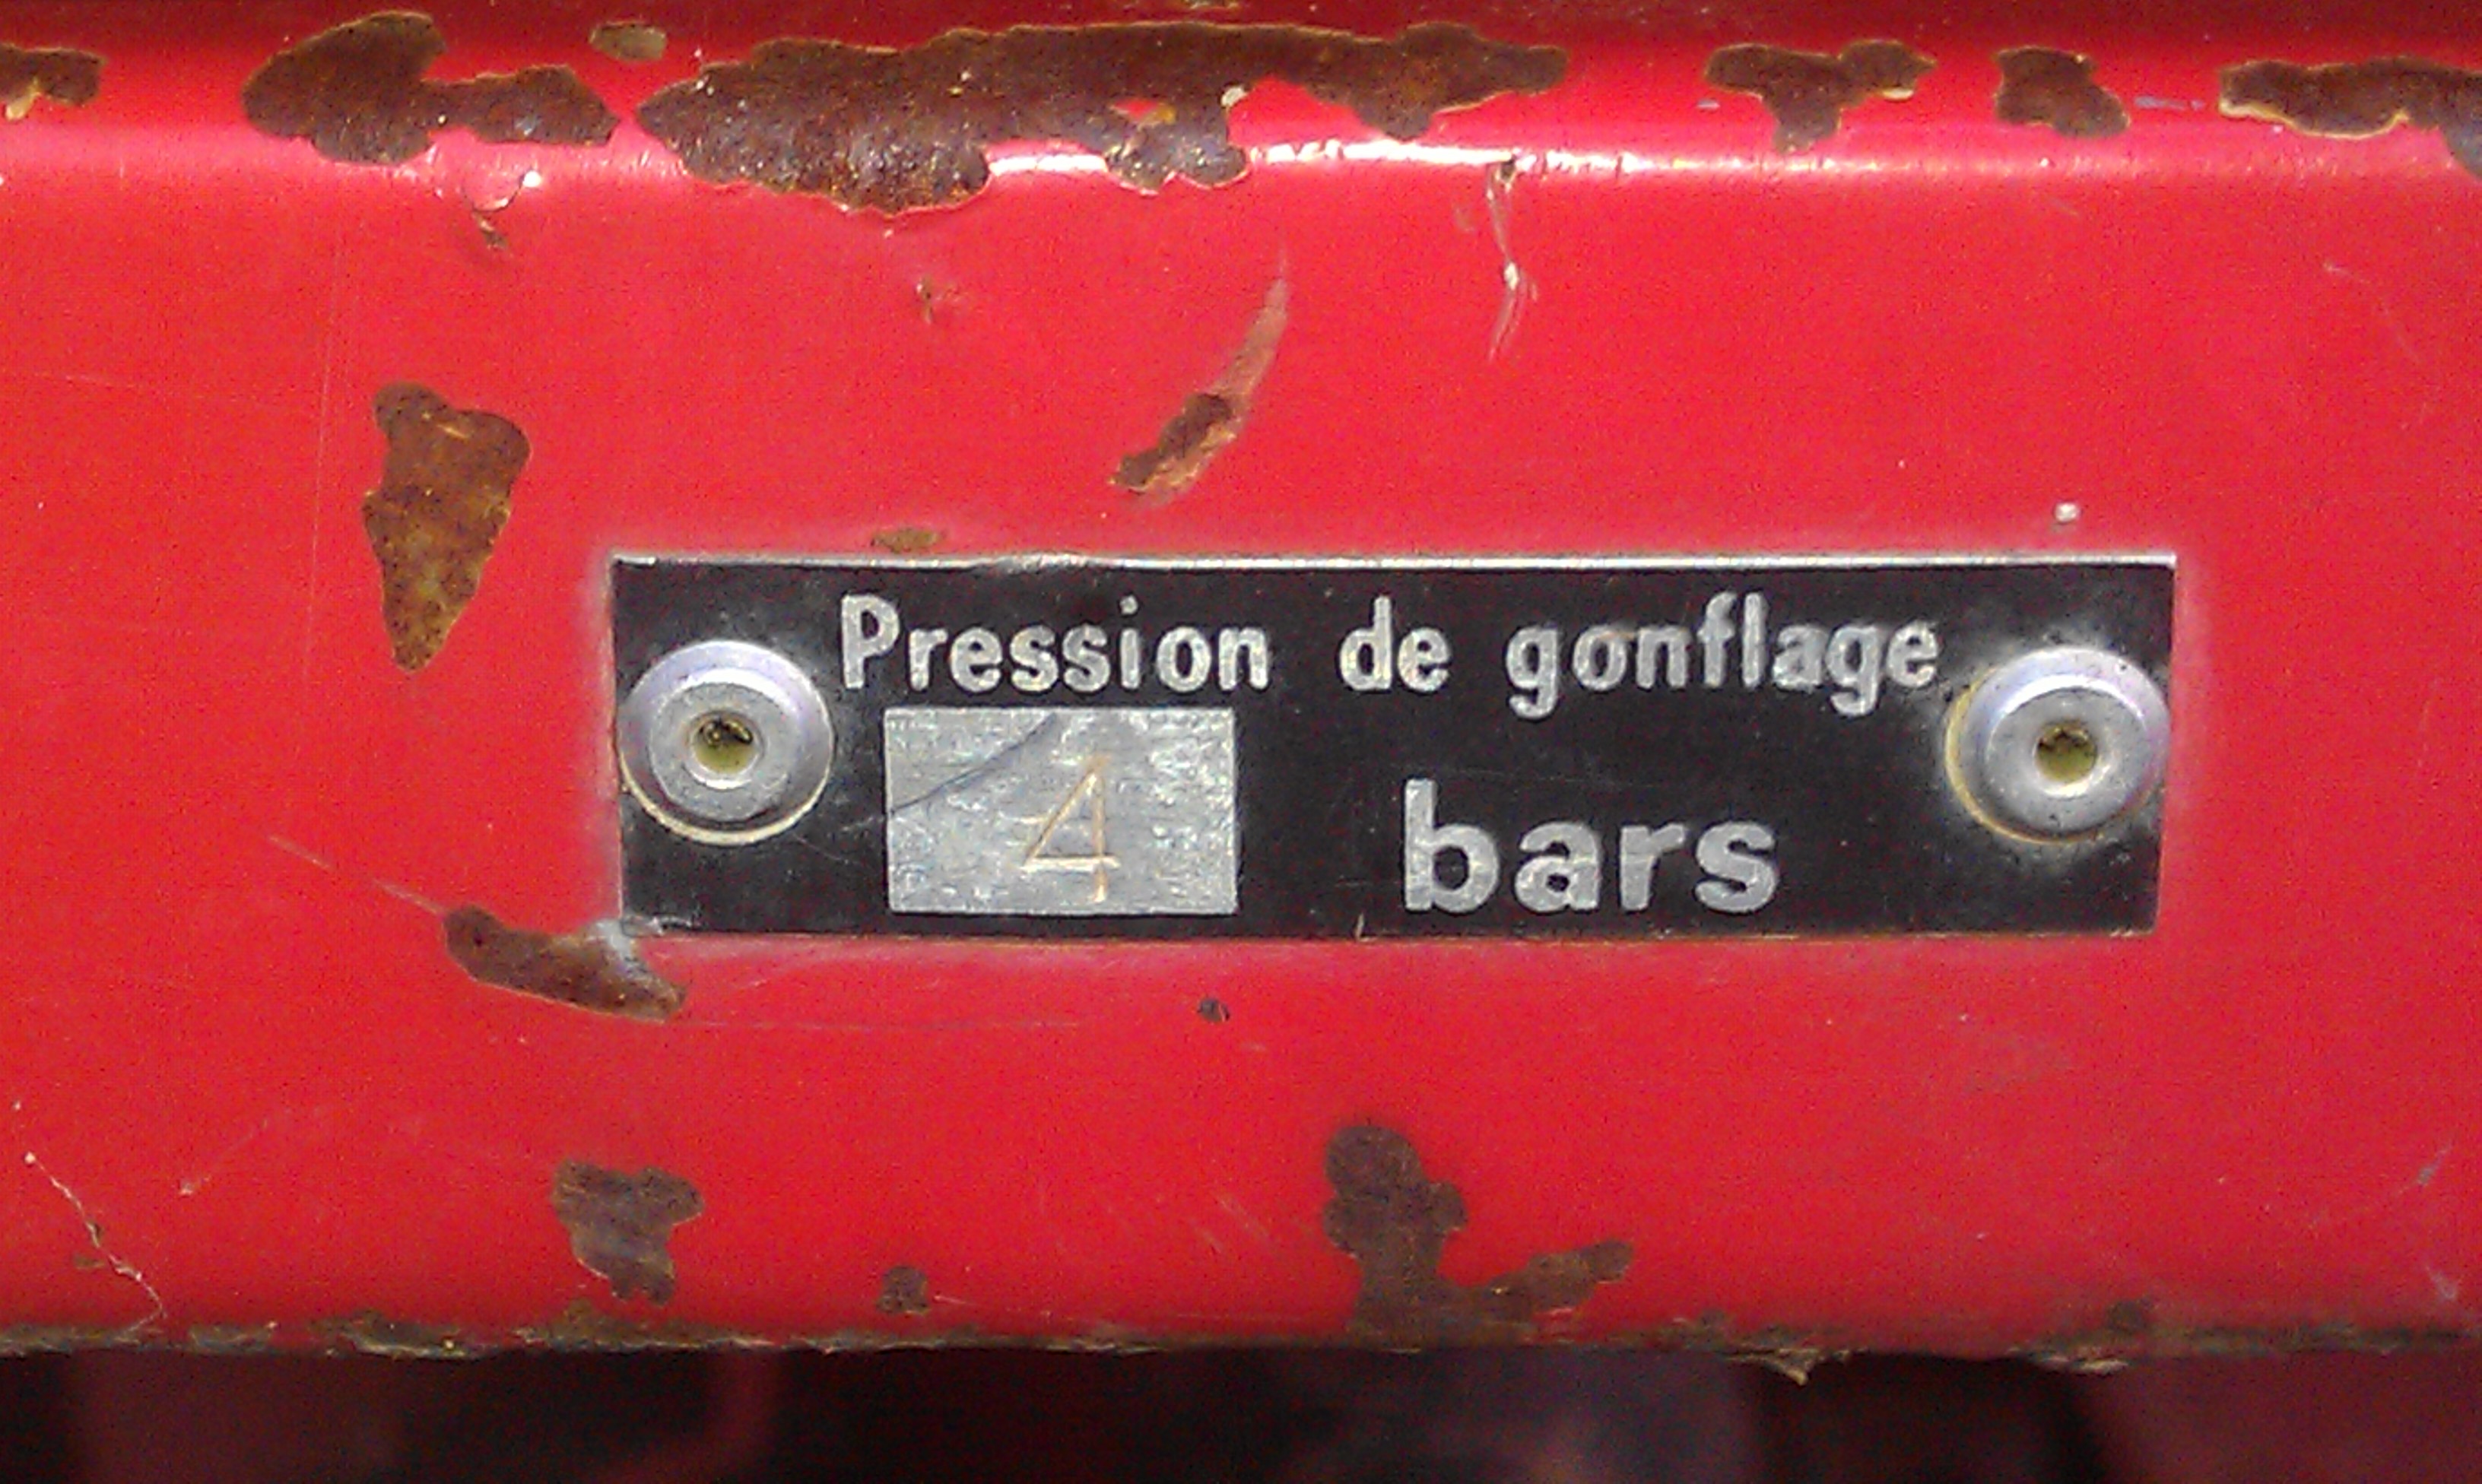 Pression de gonflage
4 bars